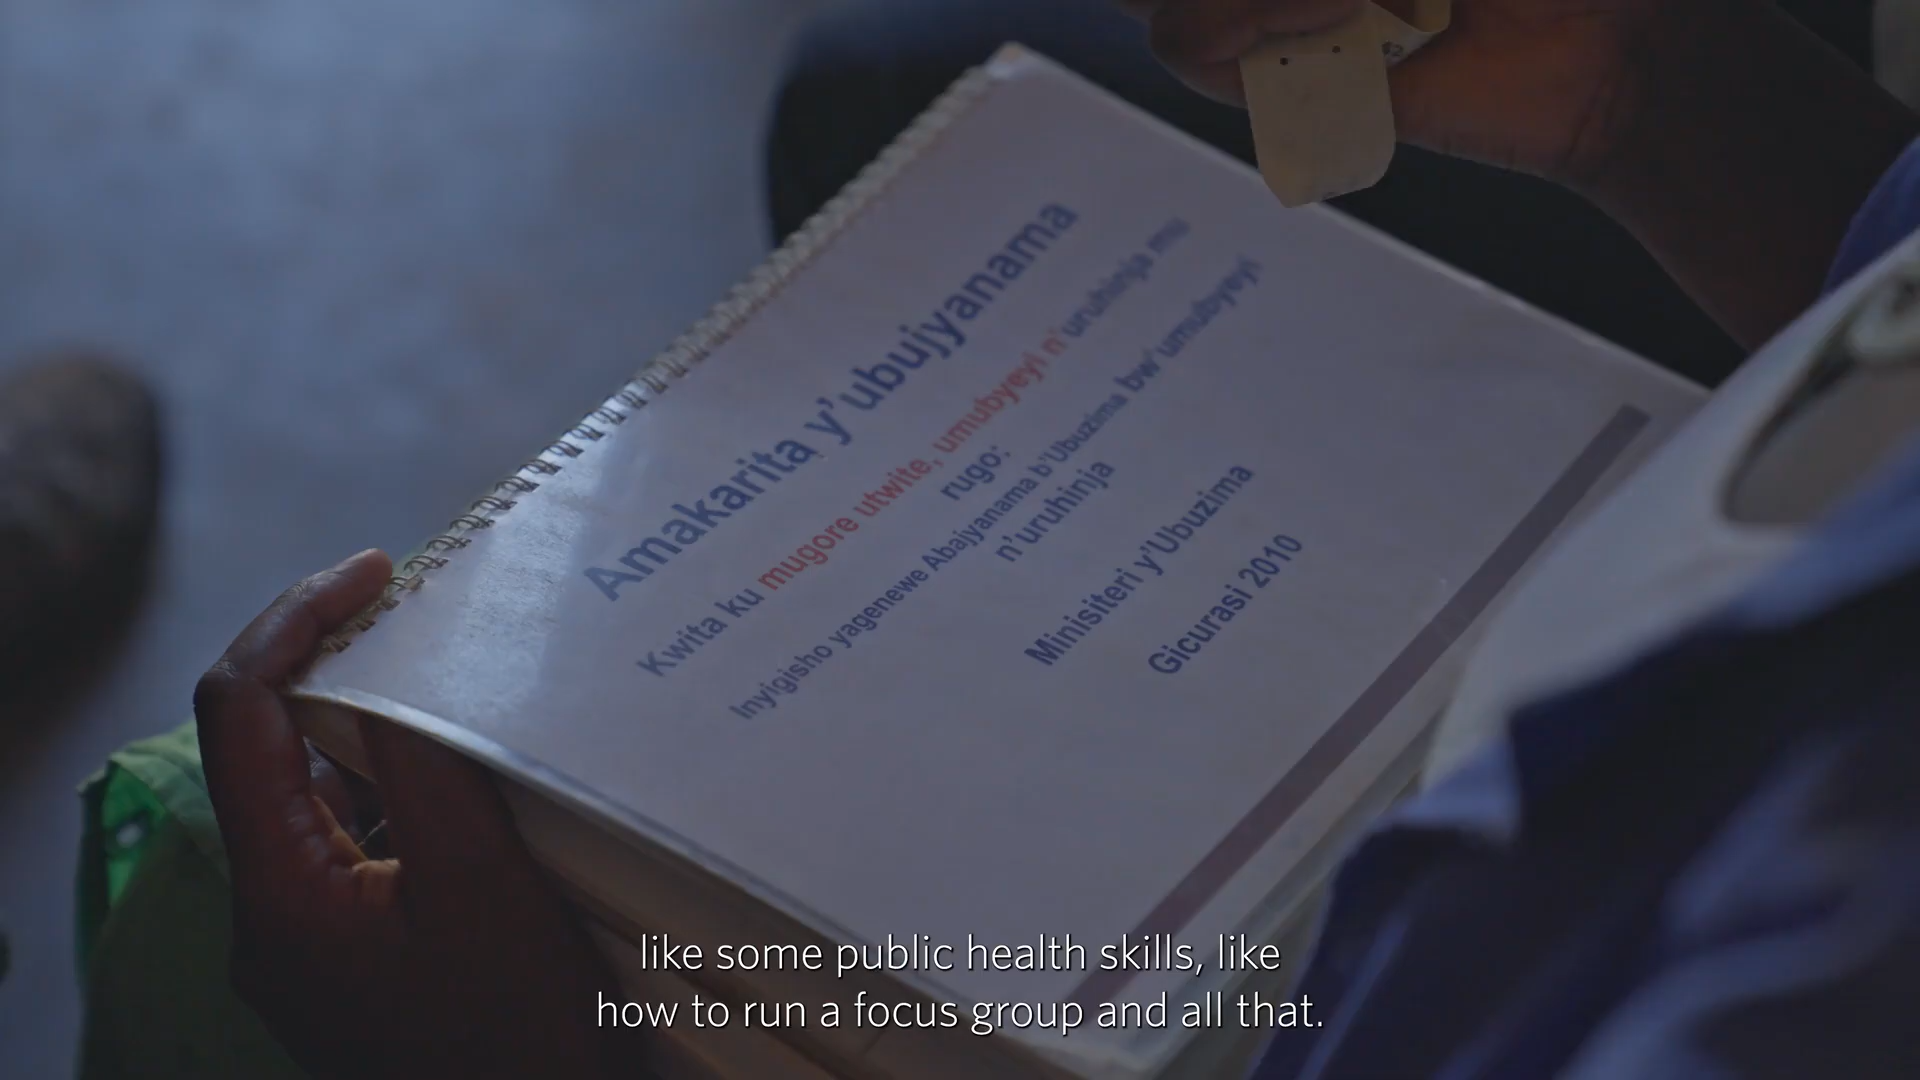 Amakarita y'ubujyanama
Kwita ku mugore utwite, umubyeyi n'uruhinja mu
rugo:
Inyigisho yagenewe Abajyanama b'Ubuzima bw'umubyeyi
n'uruhinja
Minisiteri y'Ubuzima
Gicurasi 2010
like some public health skills, like
how to run a focus group and all that.